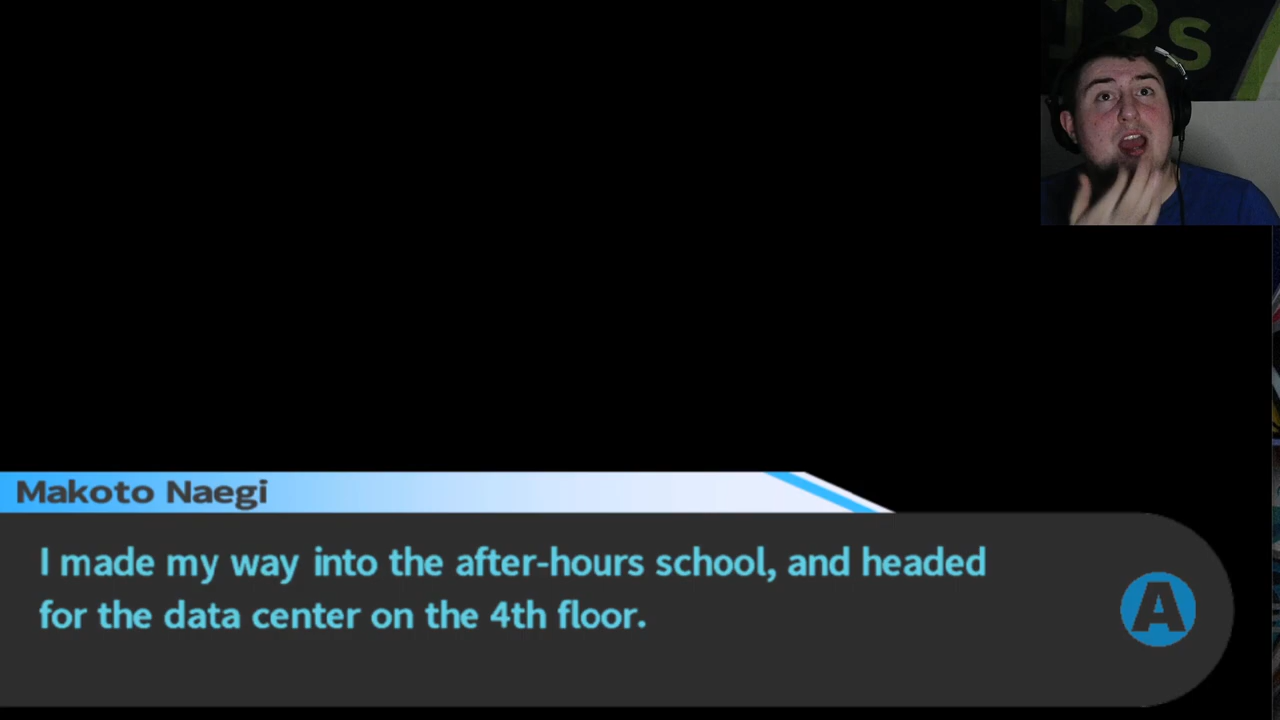 J2s
Makoto Naegi
I made my way into the after-hours school, and headed
for the data center on the 4th floor.
A